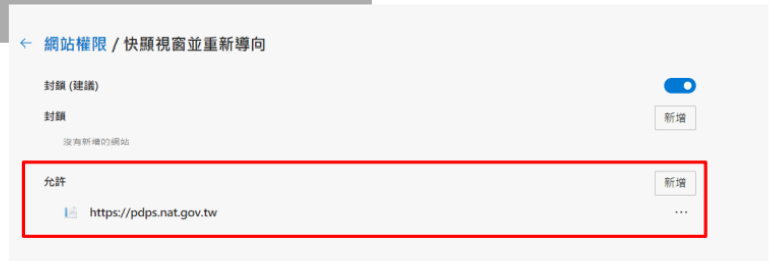 ← 網站權限 / 快顯視窗並重新導向
封鎖 (建議)
封鎖 新增
沒有新增的網站
允許 新增
https://pdps.nat.gov.tw ...